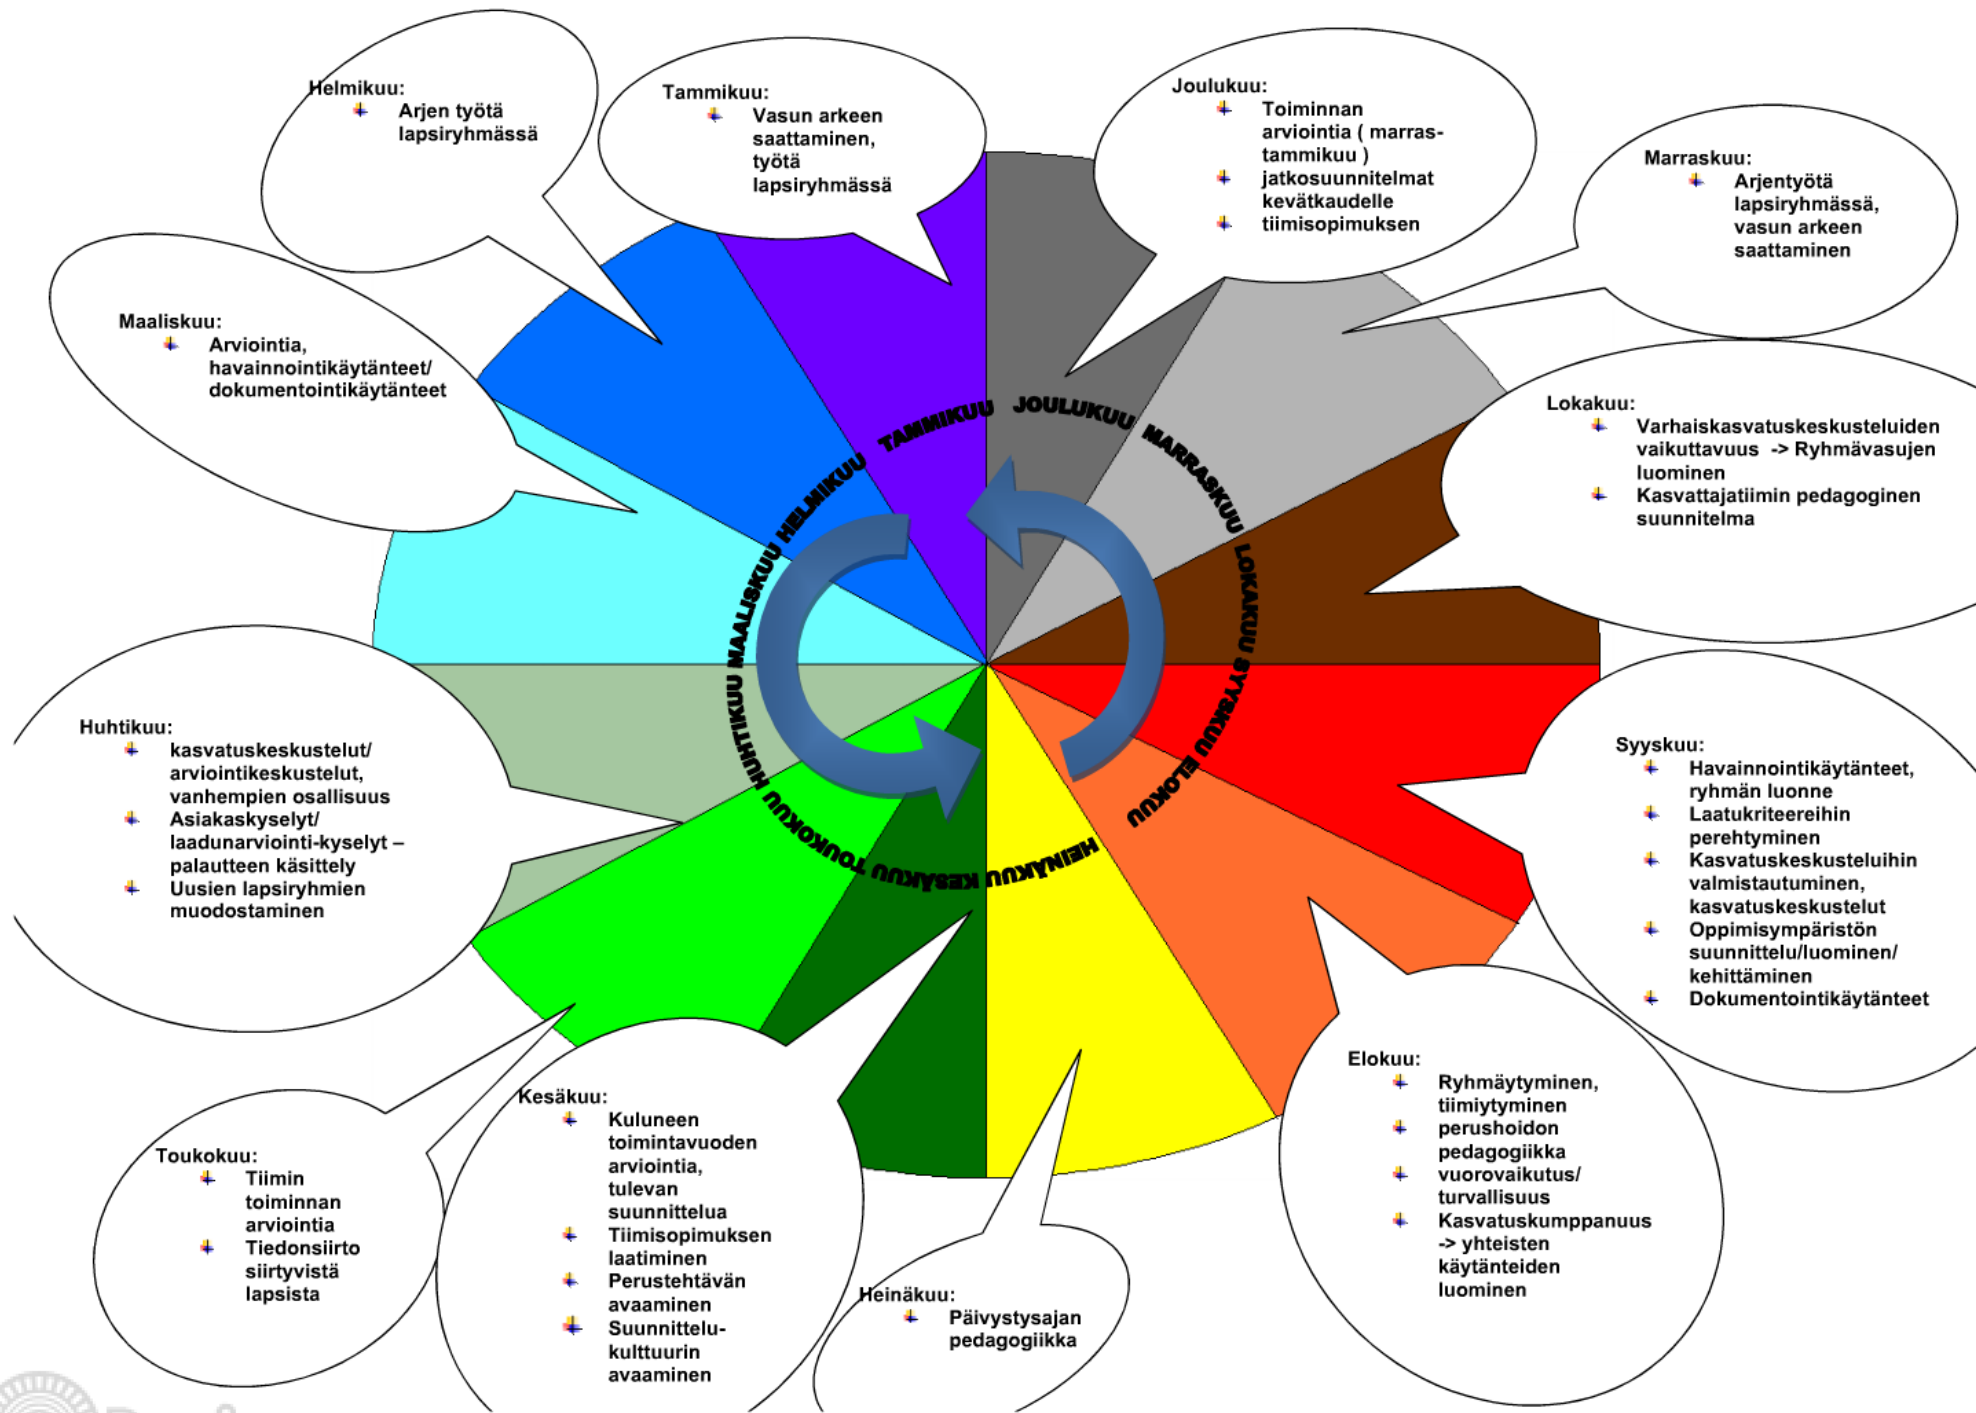 Helmikuu:
Arjen työtä
lapsiryhmässä
Tammikuu:
Vasun arkeen
saattaminen,
työtä
lapsiryhmässä
Joulukuu:
Toiminnan
arviointia ( marras-
tammikuu )
jatkosuunnitelmat
kevätkaudelle
tiimisopimuksen
Marraskuu:
Arjentyötä
lapsiryhmässä,
vasun arkeen
saattaminen
Maaliskuu:
Arviointia,
havainnointikäytänteet/
dokumentointikäytänteet
Lokakuu:
Varhaiskasvatuskeskusteluiden
vaikuttavuus -> Ryhmävasujen
luominen
Kasvattajatiimin pedagoginen
suunnitelma
TAMMIKUU
JOULUKUU
MARRASKUU
LOKAKUU
SYYSKUU
ELOKUU
HEINÄKUU
KESÄKUU
TOUKOKUU
HUHTIKUU
MAALISKUU
HELMIKUU
Huhtikuu:
kasvatuskeskustelut/
arviointikeskustelut,
vanhempien osallisuus
Asiakaskyselyt/
laadunarviointi-kyselyt –
palautteen käsittely
Uusien lapsiryhmien
muodostaminen
Syyskuu:
Havainnointikäytänteet,
ryhmän luonne
Laatukriteereihin
perehtyminen
Kasvatuskeskusteluihin
valmistautuminen,
kasvatuskeskustelut
Oppimisympäristön
suunnittelu/luominen/
kehittäminen
Dokumentointikäytänteet
Toukokuu:
Tiimin
toiminnan
arviointia
Tiedonsiirto
siirtyvistä
lapsista
Kesäkuu:
Kuluneen
toimintavuoden
arviointia,
tulevan
suunnittelua
Tiimisopimuksen
laatiminen
Perustehtävän
avaaminen
Suunnittelu-
kulttuurin
avaaminen
Heinäkuu:
Päivystysajan
pedagogiikka
Elokuu:
Ryhmäytyminen,
tiimiytyminen
perushoidon
pedagogiikka
vuorovaikutus/
turvallisuus
Kasvatuskumppanuus
-> yhteisten
käytänteiden
luominen